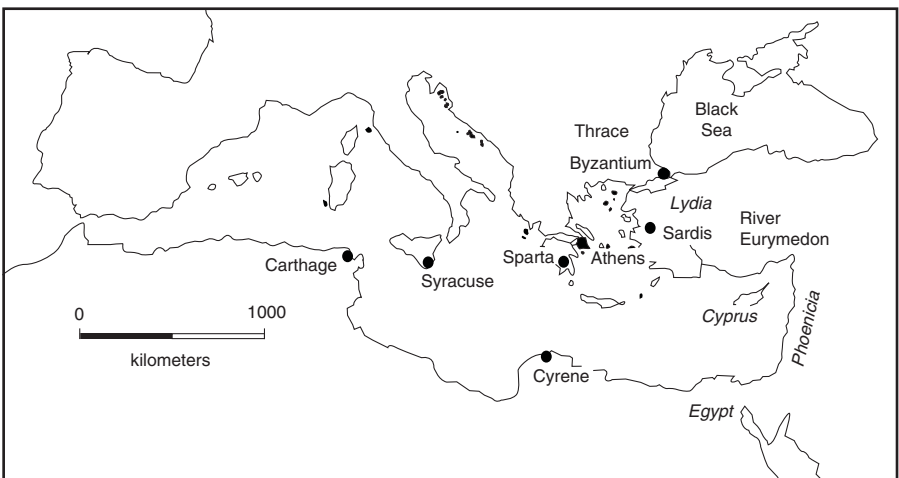 Black
Sea
Thrace
Byzantium
Lydia
River
Eurymedon
Sardis
Sparta
Athens
Carthage
Syracuse
0 1000
kilometers
Cyprus
Phoenicia
Cyrene
Egypt